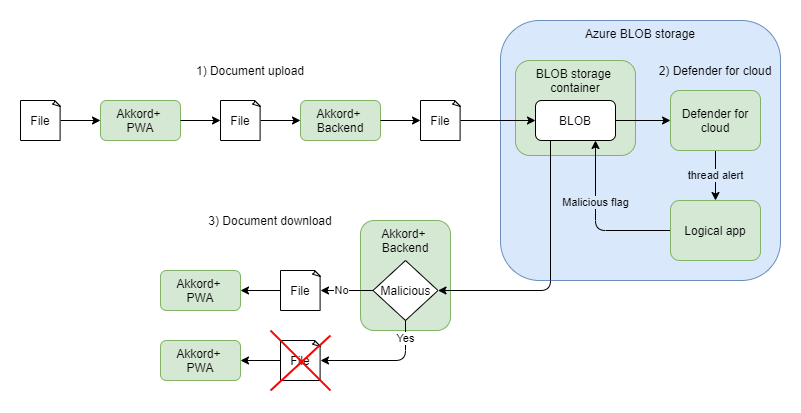 Azure BLOB storage
1) Document upload
BLOB storage
container
2) Defender for cloud
File
Akkord+
PWA
File
Akkord+
Backend
File
BLOB
Defender for
cloud
thread alert
Malicious flag
Logical app
3) Document download
Akkord+
Backend
Akkord+
PWA
File
No
Malicious
Yes
Akkord+
PWA
File